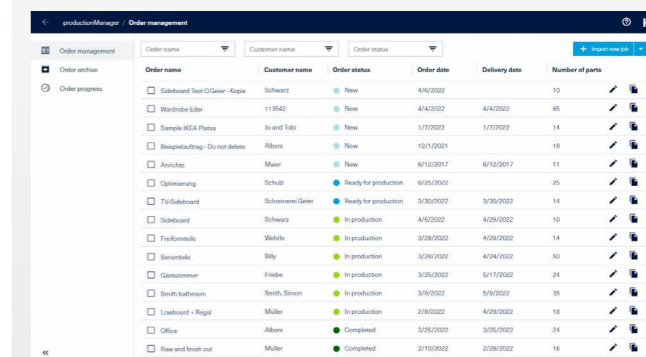 productionManager / Order management
Order management
Order archive
Order progress
Order name Customer name Order status
+ Import new job
Order name Customer name Order status Order date Delivery date Number of parts
Sideboard Test O.Geier - Kopie Schwarz New 4/6/2022 10
Wardrobe Eder 113542 New 4/4/2022 4/4/2022 65
Sample IKEA Platsa Jo and Tobi New 1/7/2022 1/7/2022 14
Beispielauftrag - Do not delete Albers New 12/1/2021 18
Anrichte Maier New 6/12/2017 6/12/2017 11
Optimierung Schulz Ready for production 6/25/2022 25
TV-Sideboard Schreinerei Geier Ready for production 3/30/2022 3/30/2022 14
Sideboard Schwarz In production 4/6/2022 4/29/2022 10
Freiformteile Wehrle In production 3/28/2022 4/29/2022 14
Serienteile Billy In production 3/28/2022 4/24/2022 50
Gästezimmer Friebe In production 3/25/2022 5/17/2022 24
Smith bathroom Smith, Simon In production 3/9/2022 5/9/2022 35
Lowboard + Regal Müller In production 2/8/2022 4/29/2022 18
Office Albers Completed 3/25/2022 3/25/2022 24
Raw and finish cut Müller Completed 2/10/2022 2/28/2022 16